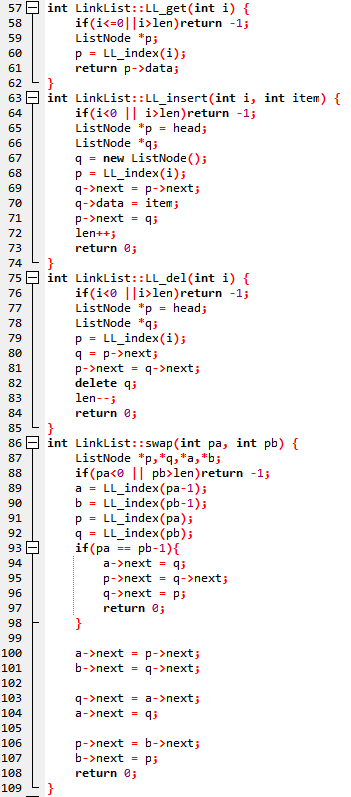 57 int LinkList::LL_get(int i) {
58     if(i<=0||i>len)return -1;
59     ListNode *p;
60     p = LL_index(i);
61     return p->data;
62 }
63 int LinkList::LL_insert(int i, int item) {
64     if(i<0 || i>len)return -1;
65     ListNode *p = head;
66     ListNode *q;
67     q = new ListNode();
68     p = LL_index(i);
69     q->next = p->next;
70     q->data = item;
71     p->next = q;
72     len++;
73     return 0;
74 }
75 int LinkList::LL_del(int i) {
76     if(i<0 ||i>len)return -1;
77     ListNode *p = head;
78     ListNode *q;
79     p = LL_index(i);
80     q = p->next;
81     p->next = q->next;
82     delete q;
83     len--;
84     return 0;
85 }
86 int LinkList::swap(int pa, int pb) {
87     ListNode *p,*q,*a,*b;
88     if(pa<0 || pb>len)return -1;
89     a = LL_index(pa-1);
90     b = LL_index(pb-1);
91     p = LL_index(pa);
92     q = LL_index(pb);
93     if(pa == pb-1){
94         a->next = q;
95         p->next = q->next;
96         q->next = p;
97         return 0;
98     }
99
100     a->next = p->next;
101     b->next = q->next;
102
103     q->next = a->next;
104     a->next = q;
105
106     p->next = b->next;
107     b->next = p;
108     return 0;
109 }